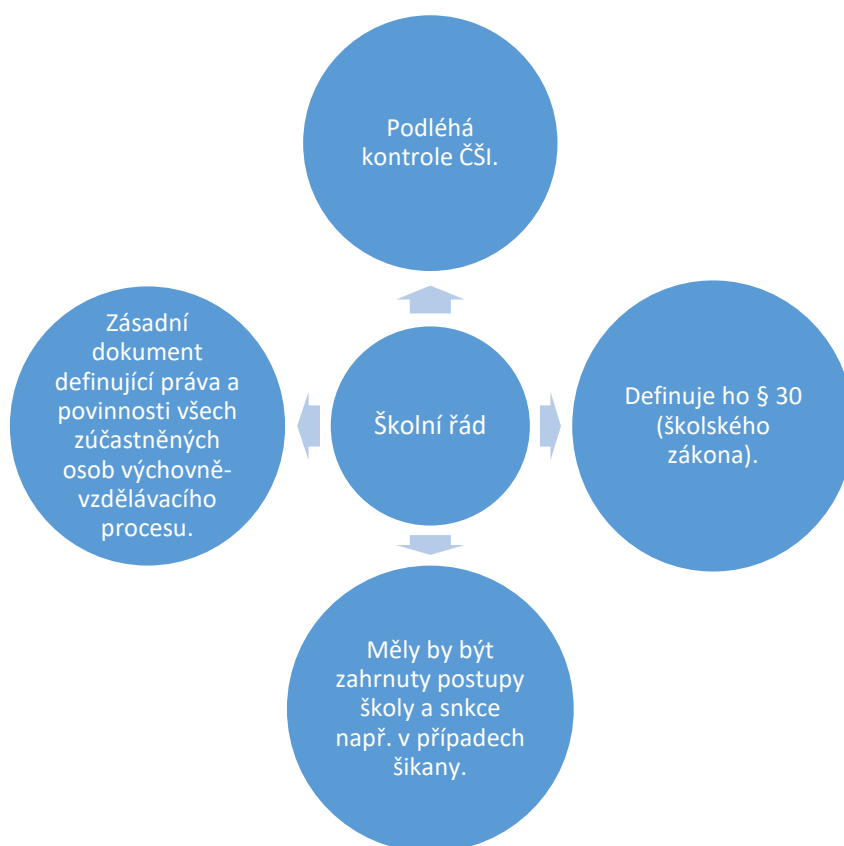 Podléhá
kontrole ČŠI.
Zásadní
dokument
definující práva a
povinnosti všech
zúčastněných
osob výchovně-
vzdělávacího
procesu.
Školní řád
Definuje ho § 30
(školského
zákona).
Měly by být
zahrnuty postupy
školy a snkce
např. v případech
šikany.